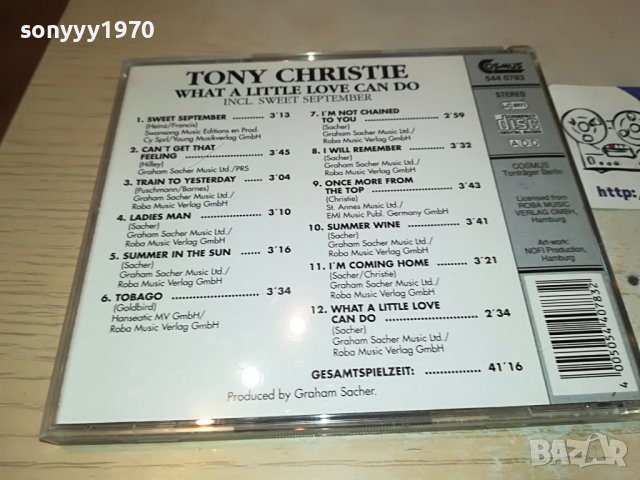 sonyyy1970
TONY CHRISTIE
WHAT A LITTLE LOVE CAN DO
INCL. SWEET SEPTEMBER
1. SWEET SEPTEMBER 3'13
(Heinz/Francis)
Swansong Music Editions en Prod.
Cy Sprl/Young Musikverlag GmbH
2. CAN'T GET THAT
FEELING 3'45
(Hilley)
Graham Sacher Music Ltd./PRS
3. TRAIN TO YESTERDAY 3'04
(Puschmann/Barnes)
Graham Sacher Music Ltd./
Roba Music Verlag GmbH
4. LADIES MAN 3'10
(Sacher)
Graham Sacher Music Ltd./
Roba Music Verlag GmbH
5. SUMMER IN THE SUN 3'16
(Sacher)
Graham Sacher Music Ltd./
Roba Music Verlag GmbH
6. TOBAGO 3'34
(Goldbird)
Hanseatic MV GmbH/
Roba Music Verlag GmbH
7. I'M NOT CHAINED
TO YOU 2'59
(Sacher)
Graham Sacher Music Ltd./
Roba Music Verlag GmbH
8. I WILL REMEMBER 3'32
(Sacher)
Graham Sacher Music Ltd./
Roba Music Verlag GmbH
9. ONCE MORE FROM
THE TOP 3'43
(Christie)
St. Annes Music Ltd./
EMI Music Publ. Germany GmbH
10. SUMMER WINE 3'41
(Sacher)
Graham Sacher Music Ltd./
Roba Music Verlag GmbH
11. I'M COMING HOME 3'21
(Sacher/Christie)
Graham Sacher Music Ltd./
Roba Music Verlag GmbH
12. WHAT A LITTLE LOVE
CAN DO 2'34
(Sacher)
Graham Sacher Music Ltd./
Roba Music Verlag GmbH
GESAMTSPIELZEIT: 41'16
Produced by Graham Sacher.
COSMUS
544 0783
STEREO
LC 8171
COMPACT
disc
DIGITAL AUDIO
ADD
COSMUS
Tonträger Berlin
Licensed from
ROBA MUSIC
VERLAG GMBH,
Hamburg
Art-work:
NOFI Production,
Hamburg
4 005054 407832
http:
BAZAR